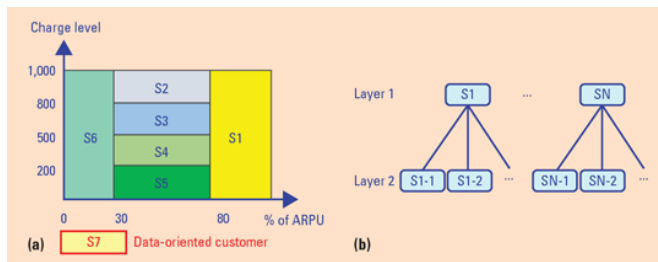 Charge level
1,000
800
500
200
S6
S2
S3
S4
S5
S1
0
30
80
% of ARPU
(a)
S7
Data-oriented customer
Layer 1
S1
...
SN
Layer 2
S1-1
S1-2
...
SN-1
SN-2
...
(b)